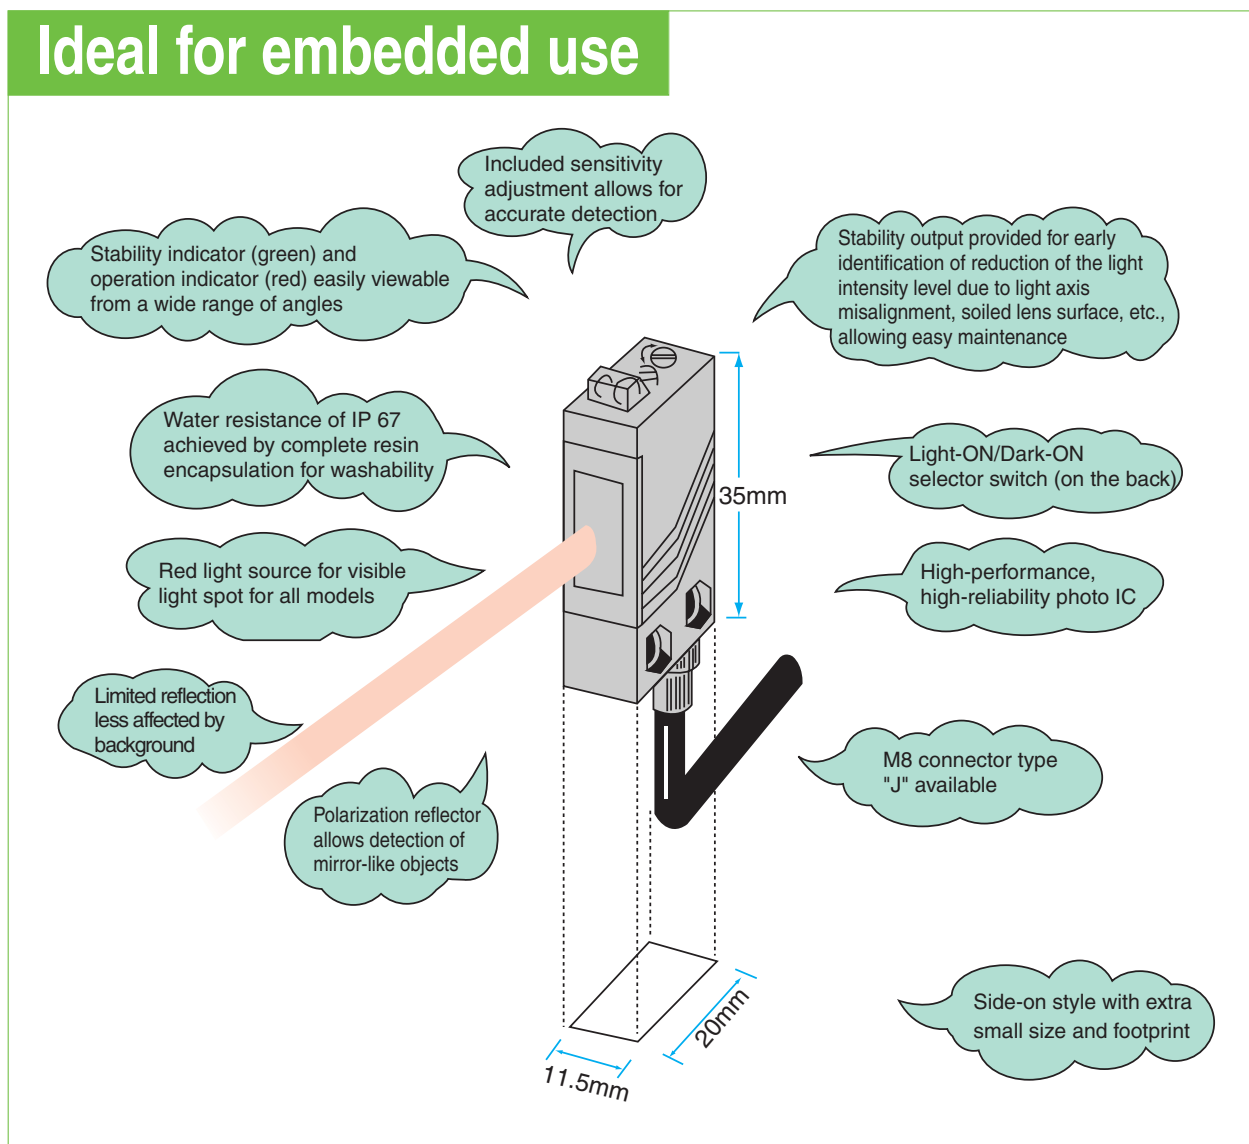 Ideal for embedded use
Included sensitivity
adjustment allows for
accurate detection
Stability indicator (green) and
operation indicator (red) easily viewable
from a wide range of angles
Stability output provided for early
identification of reduction of the light
intensity level due to light axis
misalignment, soiled lens surface, etc.,
allowing easy maintenance
Water resistance of IP 67
achieved by complete resin
encapsulation for washability
Light-ON/Dark-ON
selector switch (on the back)
35mm
Red light source for visible
light spot for all models
High-performance,
high-reliability photo IC
Limited reflection
less affected by
background
M8 connector type
"J" available
Polarization reflector
allows detection of
mirror-like objects
Side-on style with extra
small size and footprint
20mm
11.5mm